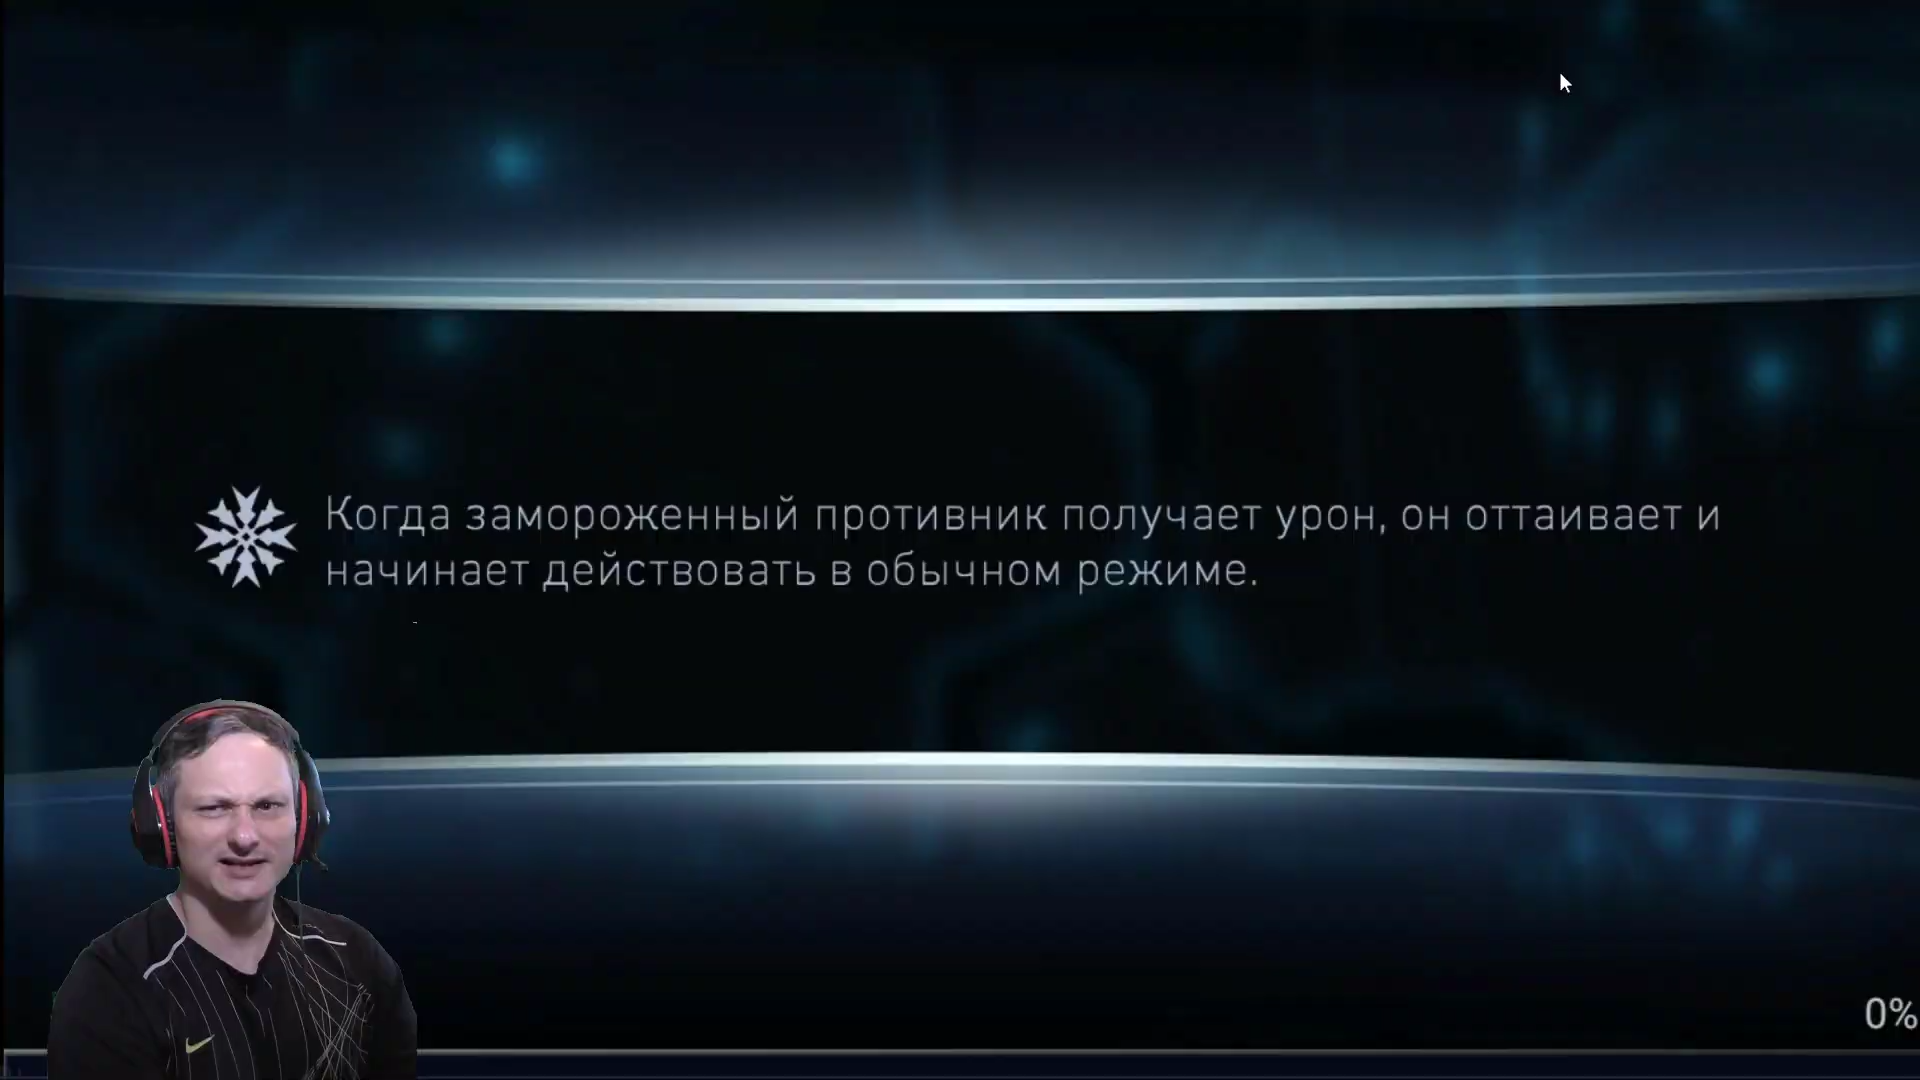 Когда замороженный противник получает урон, он оттаивает и
начинает действовать в обычном режиме.
0%